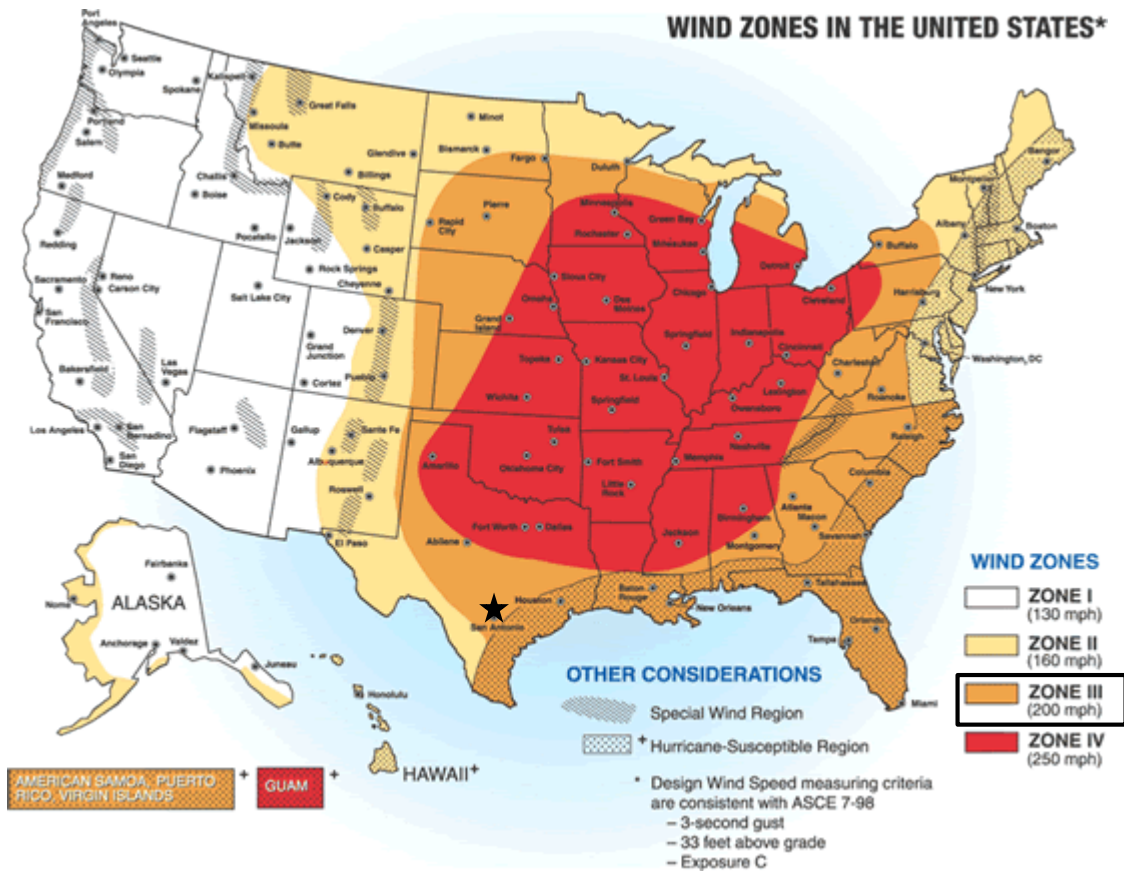 WIND ZONES IN THE UNITED STATES*
Port
Angeles
Seattle
Olympia
Spokane
Kalispell
Portland
Salem
Medford
Missoula
Great Falls
Butte
Glendive
Billings
Minot
Bismarck
Fargo
Duluth
Challis
Boise
Pocatello
Cody
Buffalo
Jackson
Casper
Rock Springs
Cheyenne
Rapid
City
Pierre
Minneapolis
Rochester
Green Bay
Milwaukee
Chicago
Detroit
Cleveland
Buffalo
Albany
Montpelier
Bangor
Boston
New York
Harrisburg
Washington, DC
Redding
Sacramento
San
Francisco
Reno
Carson City
Salt Lake City
Grand
Junction
Cortez
Denver
Pueblo
Bakersfield
Las
Vegas
Los Angeles
San
Bernadino
San
Diego
Flagstaff
Phoenix
Gallup
Sante Fe
Albuquerque
Roswell
El Paso
Sioux City
Omaha
Des
Moines
Grand
Island
Topeka
Kansas City
Wichita
Springfield
St. Louis
Springfield
Indianapolis
Cincinnati
Charleston
Lexington
Owensboro
Roanoke
Raleigh
Nashville
Memphis
Columbia
Tulsa
Oklahoma City
Amarillo
Fort Smith
Little
Rock
Fort Worth
Dallas
Abilene
Jackson
Birmingham
Montgomery
Atlanta
Macon
Savannah
Tallahassee
Baton
Rouge
New Orleans
Houston
San Antonio
Orlando
Tampa
Miami
Fairbanks
Nome
ALASKA
Anchorage
Valdez
Juneau
Honolulu
HAWAII+
AMERICAN SAMOA, PUERTO
RICO, VIRGIN ISLANDS
+
GUAM
+
WIND ZONES
ZONE I
(130 mph)
ZONE II
(160 mph)
ZONE III
(200 mph)
ZONE IV
(250 mph)
OTHER CONSIDERATIONS
Special Wind Region
+ Hurricane-Susceptible Region
* Design Wind Speed measuring criteria
are consistent with ASCE 7-98
– 3-second gust
– 33 feet above grade
– Exposure C